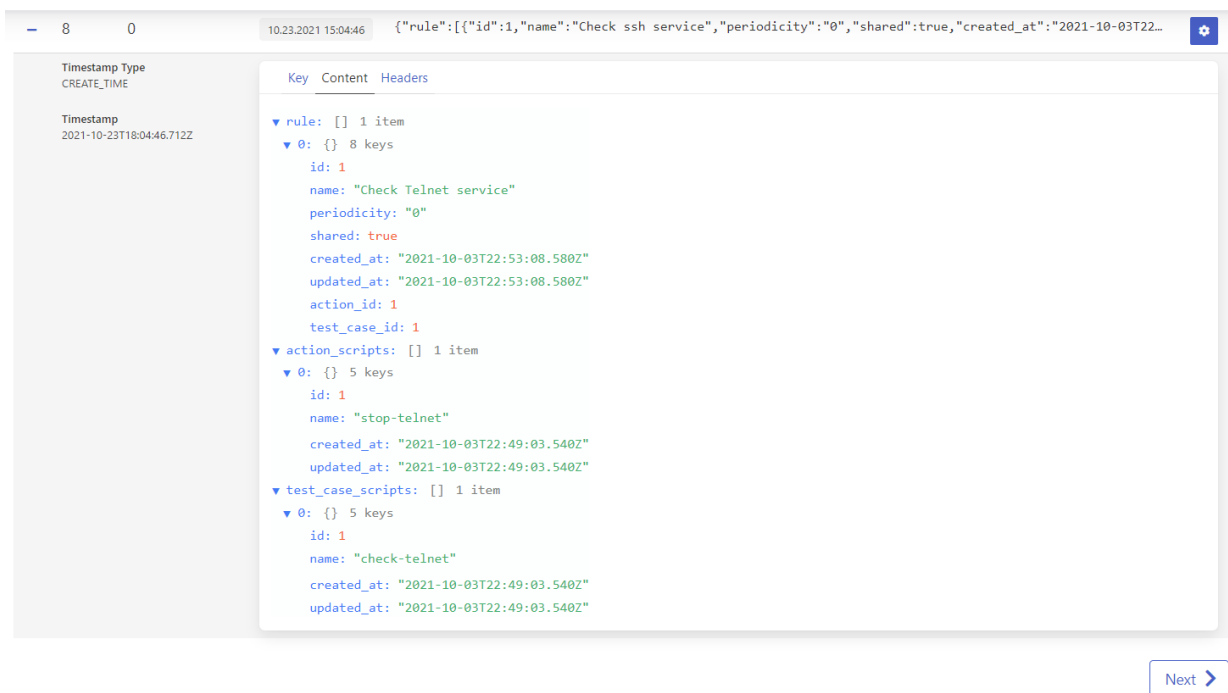 − 8 0 10.23.2021 15:04:46 {"rule":[{"id":1,"name":"Check ssh service","periodicity":"0","shared":true,"created_at":"2021-10-03T22…
Timestamp Type
CREATE_TIME
Timestamp
2021-10-23T18:04:46.712Z
Key Content Headers
▼ rule: [] 1 item
▼ 0: {} 8 keys
id: 1
name: "Check Telnet service"
periodicity: "0"
shared: true
created_at: "2021-10-03T22:53:08.580Z"
updated_at: "2021-10-03T22:53:08.580Z"
action_id: 1
test_case_id: 1
▼ action_scripts: [] 1 item
▼ 0: {} 5 keys
id: 1
name: "stop-telnet"
created_at: "2021-10-03T22:49:03.540Z"
updated_at: "2021-10-03T22:49:03.540Z"
▼ test_case_scripts: [] 1 item
▼ 0: {} 5 keys
id: 1
name: "check-telnet"
created_at: "2021-10-03T22:49:03.540Z"
updated_at: "2021-10-03T22:49:03.540Z"
Next